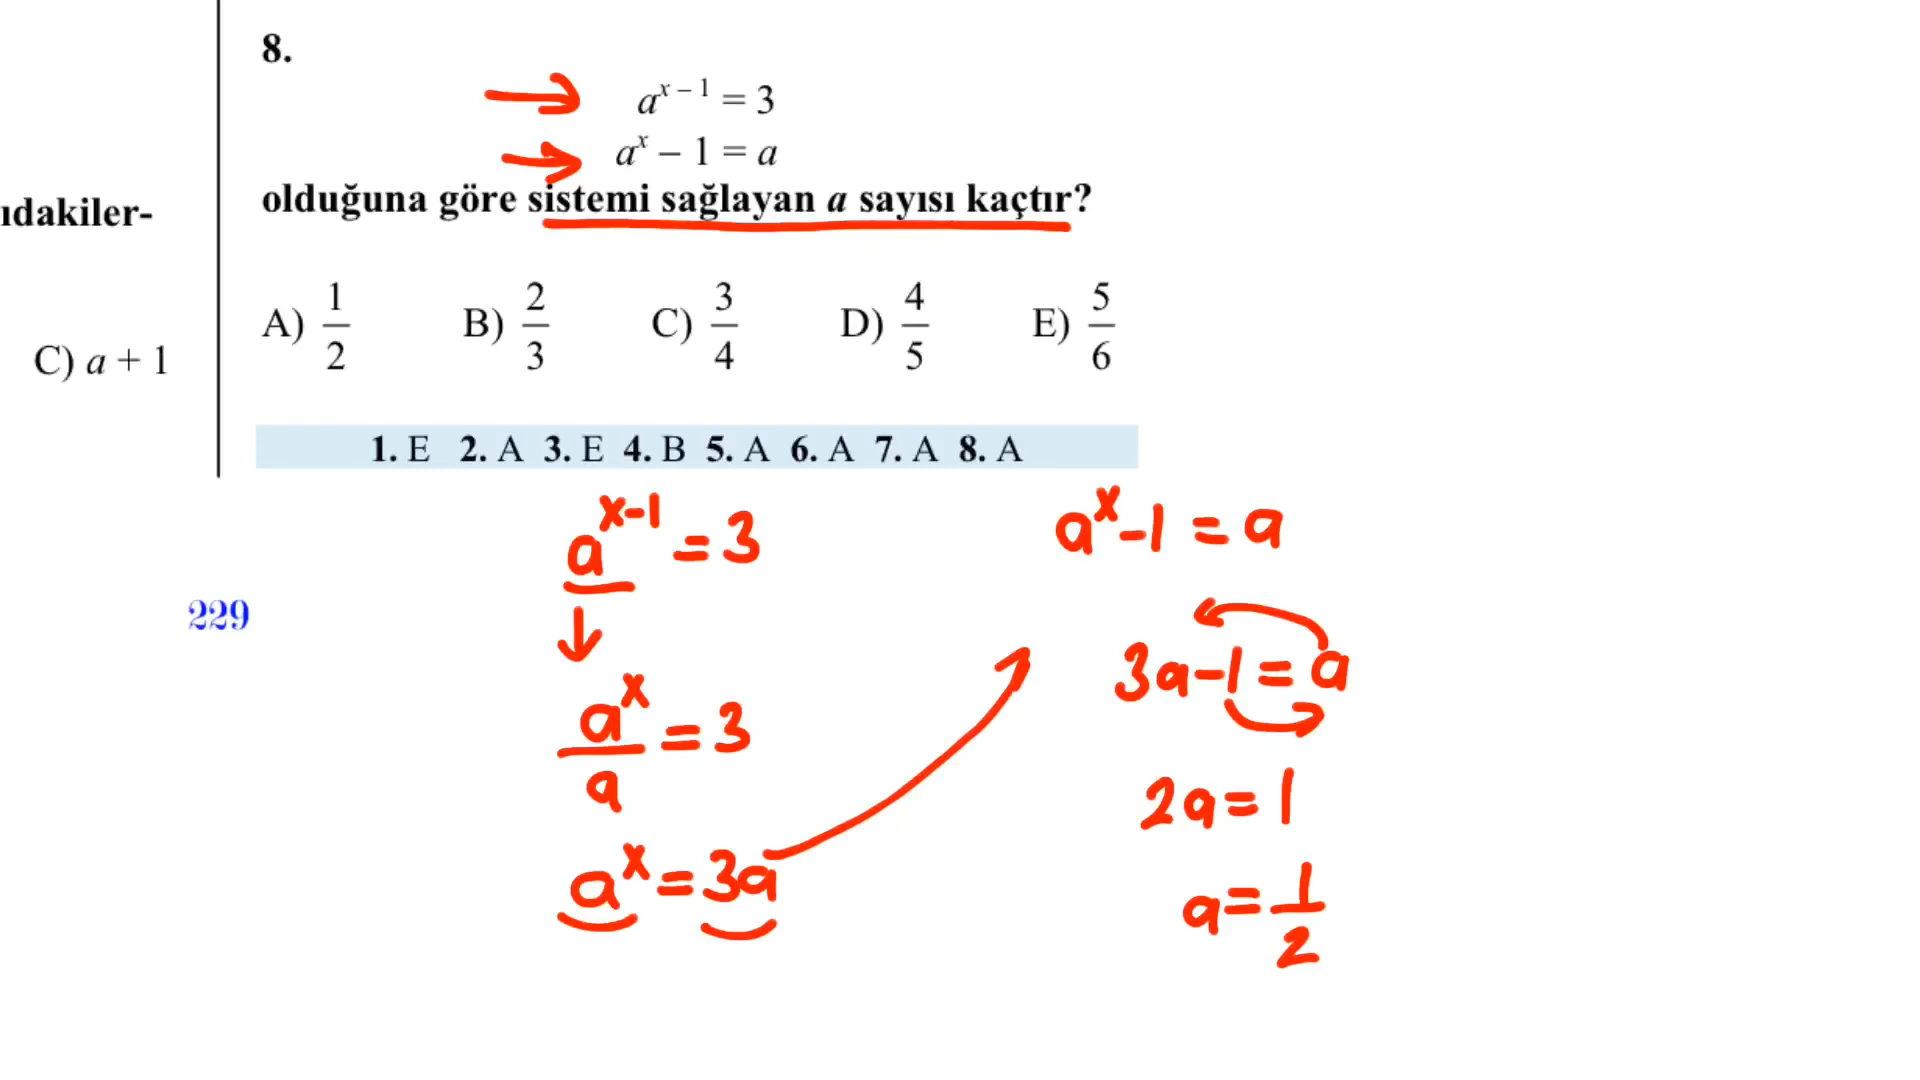 ıdakiler-
C) a + 1
229
8.
a^{x – 1} = 3
a^x – 1 = a
olduğuna göre sistemi sağlayan a sayısı kaçtır?
A) 1/2 B) 2/3 C) 3/4 D) 4/5 E) 5/6
1. E 2. A 3. E 4. B 5. A 6. A 7. A 8. A
a^{x-1} = 3
a^x/a = 3
a^x = 3a
a^x - 1 = a
3a - 1 = a
2a = 1
a = 1/2